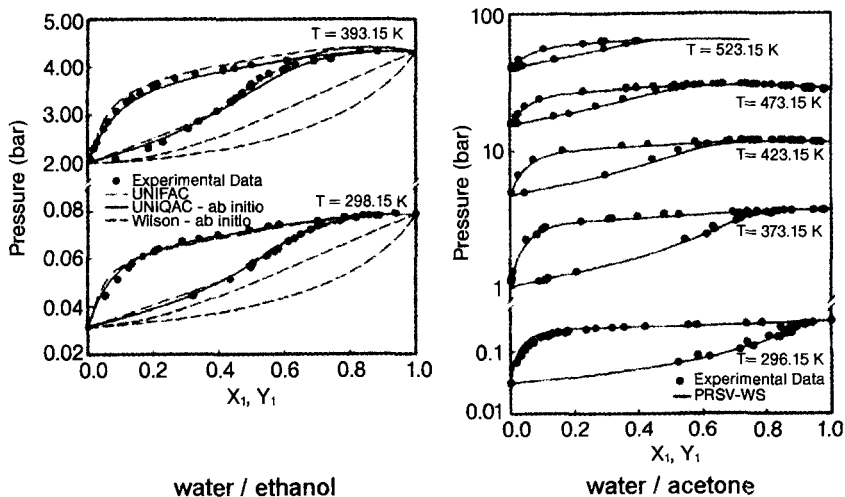 T = 393.15 K
5.00
4.00
3.00
2.00
0.08
0.06
0.04
0.02
Pressure (bar)
Experimental Data
UNIFAC
UNIQAC - ab initio
Wilson - ab initio
T = 298.15 K
0.0 0.2 0.4 0.6 0.8 1.0
X₁, Y₁
water / ethanol
100
10
1
0.1
0.01
Pressure (bar)
T = 523.15 K
T = 473.15 K
T = 423.15 K
T = 373.15 K
T = 296.15 K
Experimental Data
PRSV-WS
0.0 0.2 0.4 0.6 0.8 1.0
X₁, Y₁
water / acetone